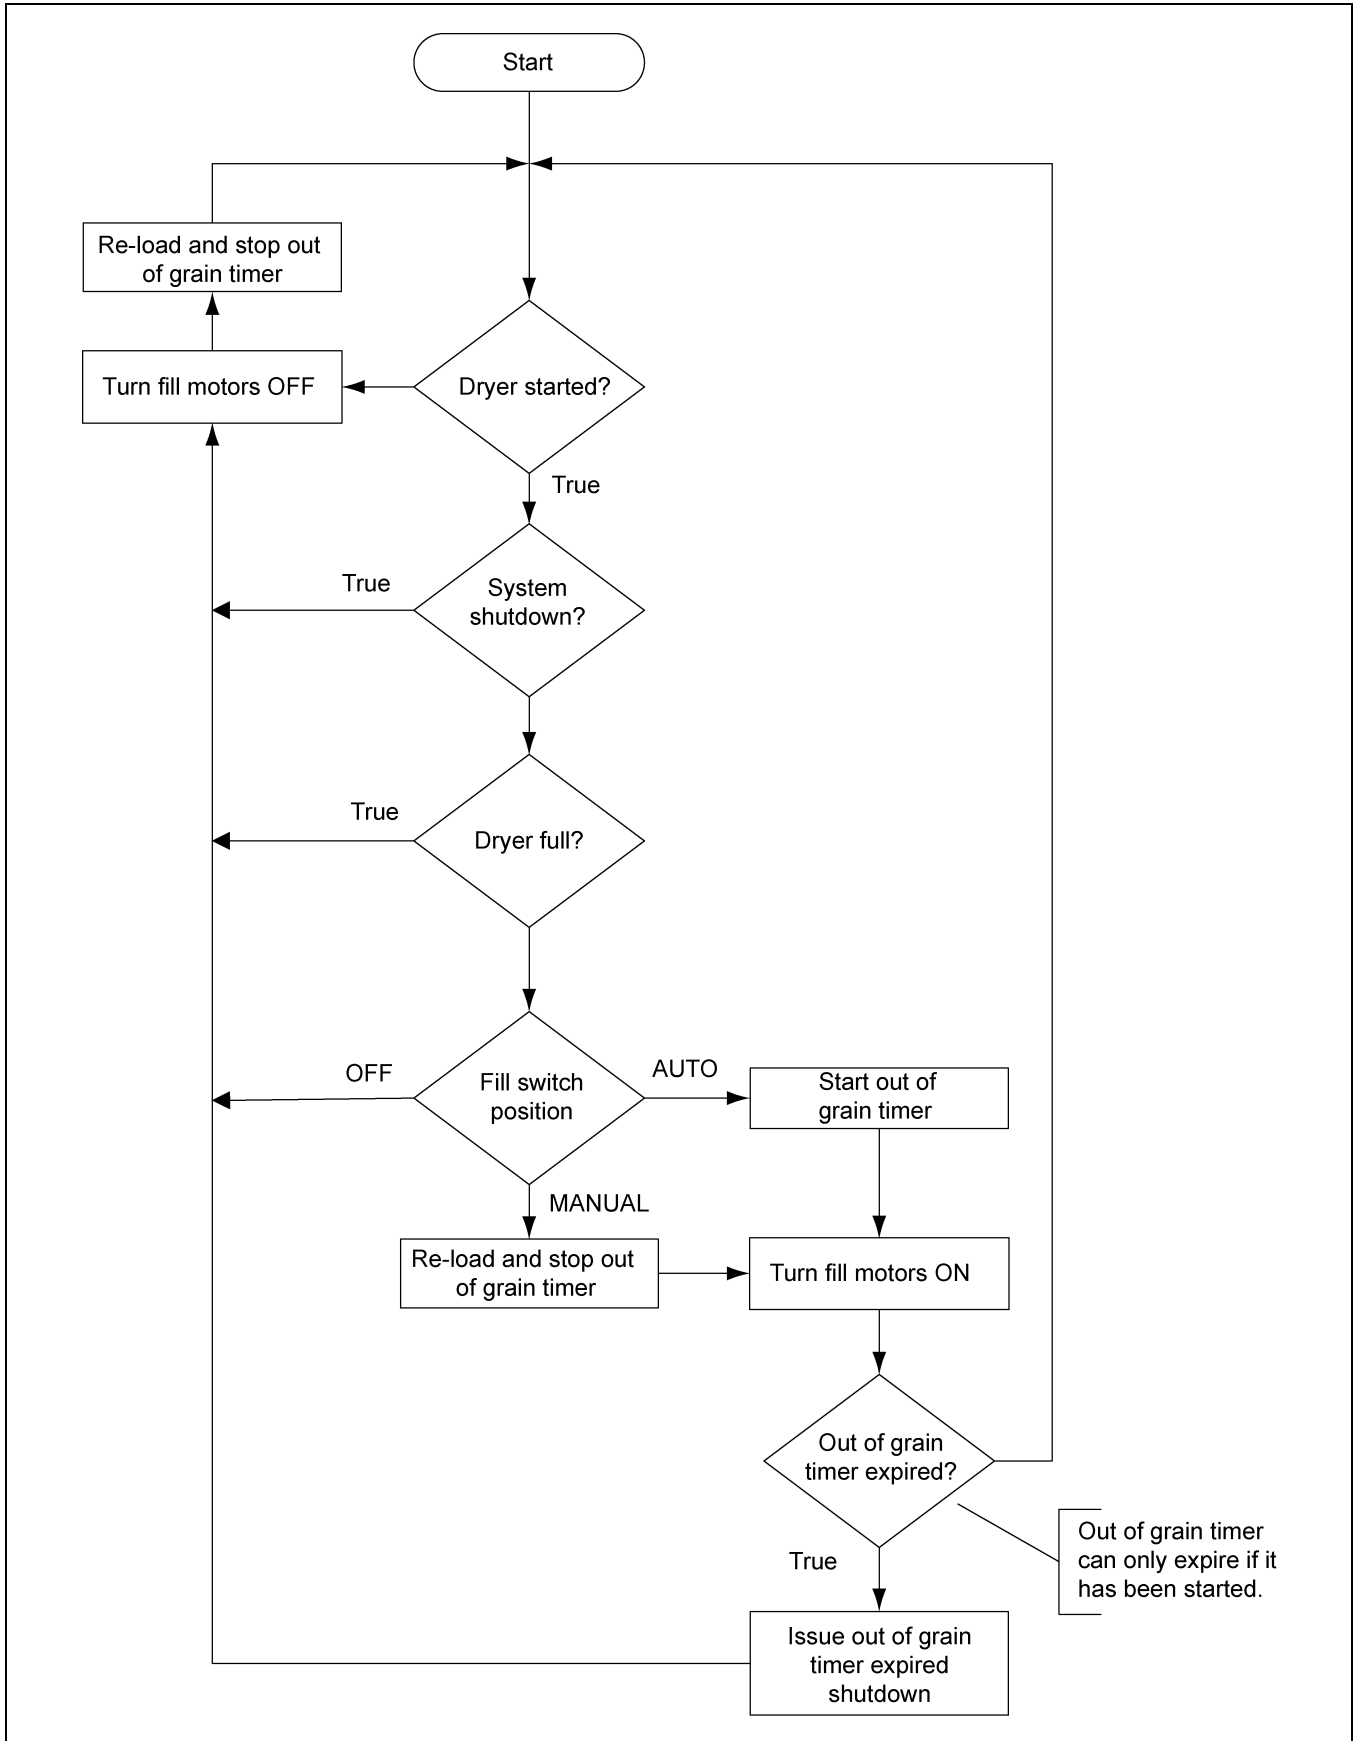 Start
Re-load and stop out
of grain timer
Turn fill motors OFF
Dryer started?
True
True
System
shutdown?
True
Dryer full?
OFF
Fill switch
position
AUTO
Start out of
grain timer
MANUAL
Re-load and stop out
of grain timer
Turn fill motors ON
Out of grain
timer expired?
Out of grain timer
can only expire if it
has been started.
True
Issue out of grain
timer expired
shutdown